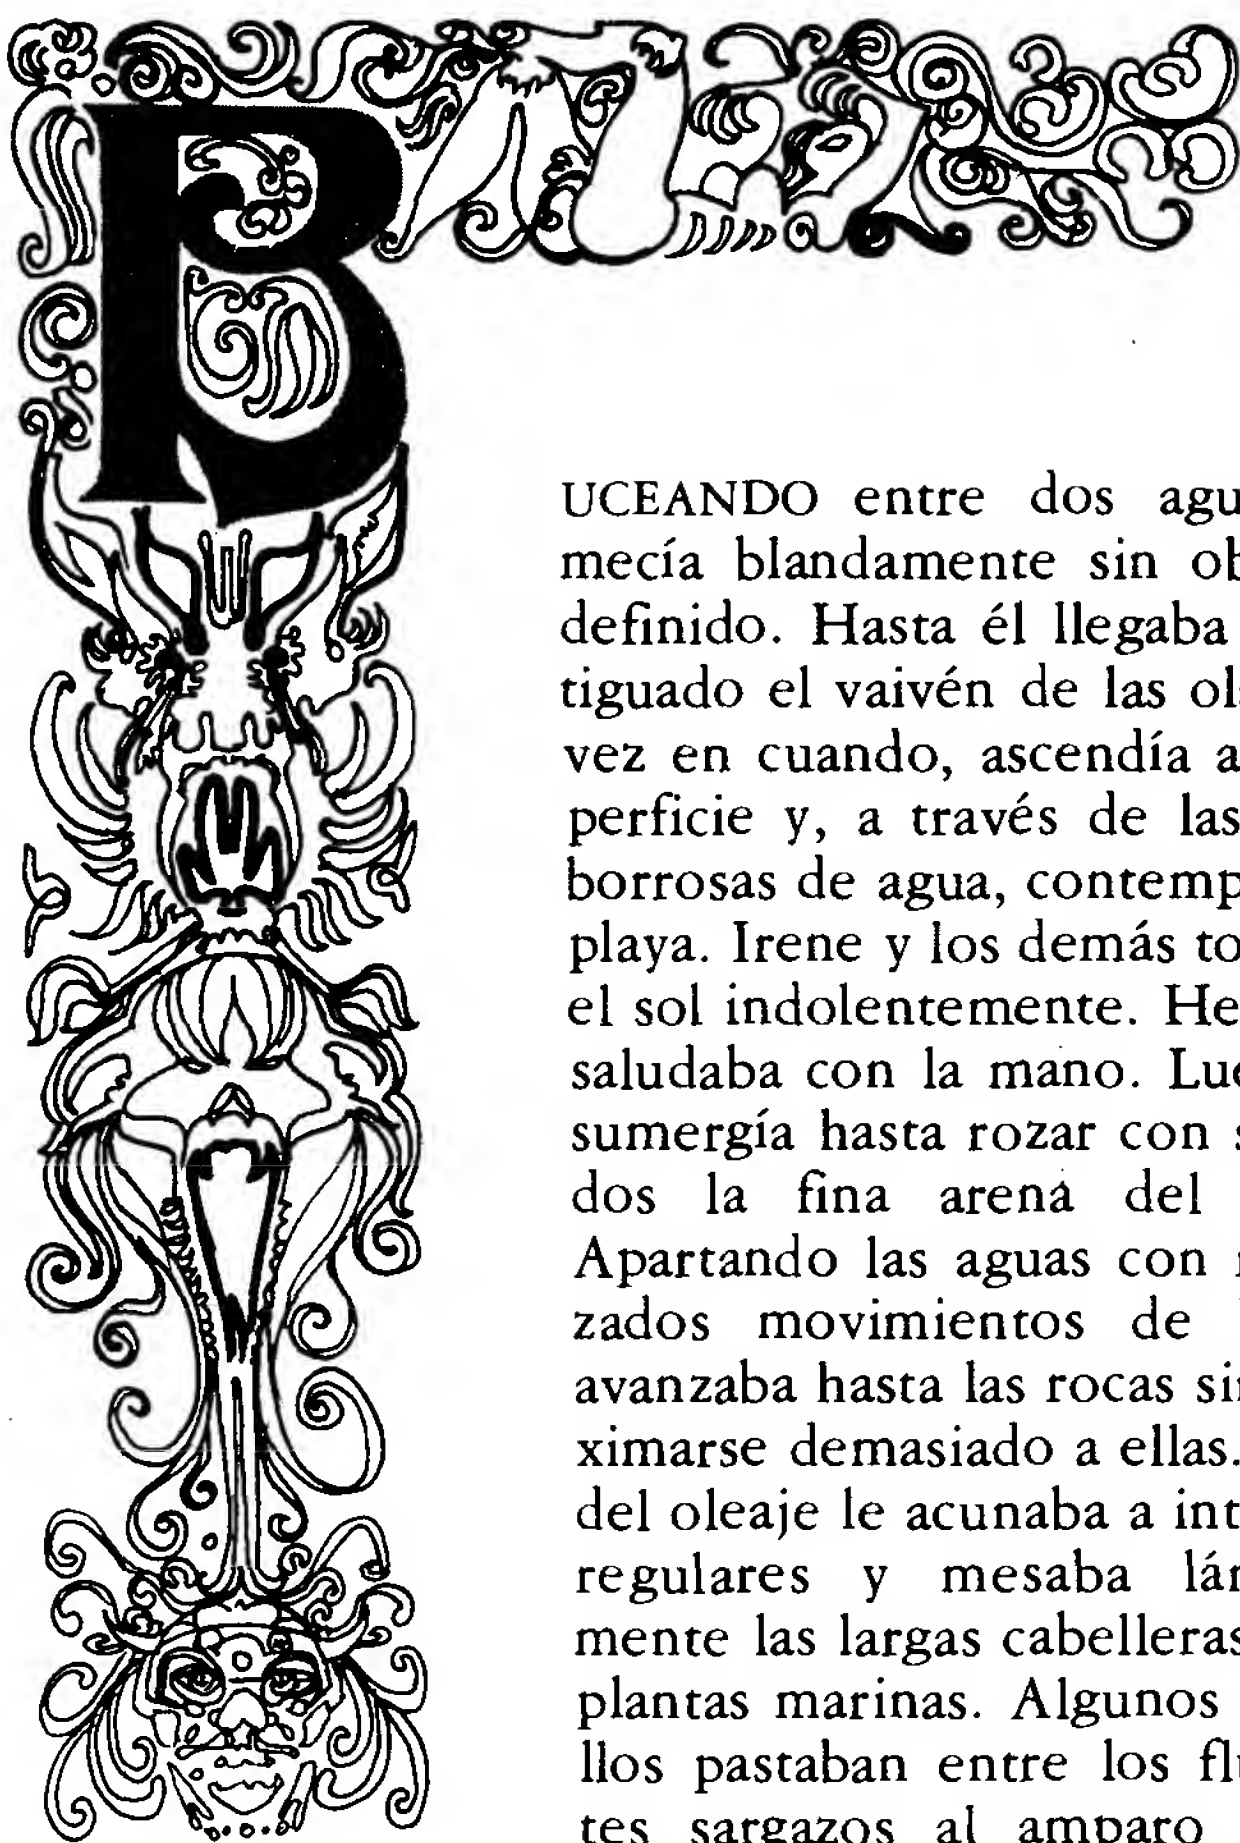 B
UCEANDO entre dos agu
mecía blandamente sin ob
definido. Hasta él llegaba
tiguado el vaivén de las ol
vez en cuando, ascendía a
perficie y, a través de las
borrosas de agua, contemp
playa. Irene y los demás to
el sol indolentemente. He
saludaba con la mano. Lue
sumergía hasta rozar con s
dos la fina arena del
Apartando las aguas con
zados movimientos de
avanzaba hasta las rocas si
ximarse demasiado a ellas.
del oleaje le acunaba a int
regulares y mesaba lán
mente las largas cabelleras
plantas marinas. Algunos
llos pastaban entre los fl
tes sargazos al amparo